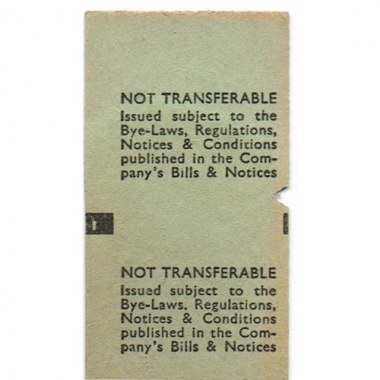 NOT TRANSFERABLE
Issued subject to the
Bye-Laws, Regulations,
Notices & Conditions
published in the Com-
pany's Bills & Notices
NOT TRANSFERABLE
Issued subject to the
Bye-Laws, Regulations,
Notices & Conditions
published in the Com-
pany's Bills & Notices